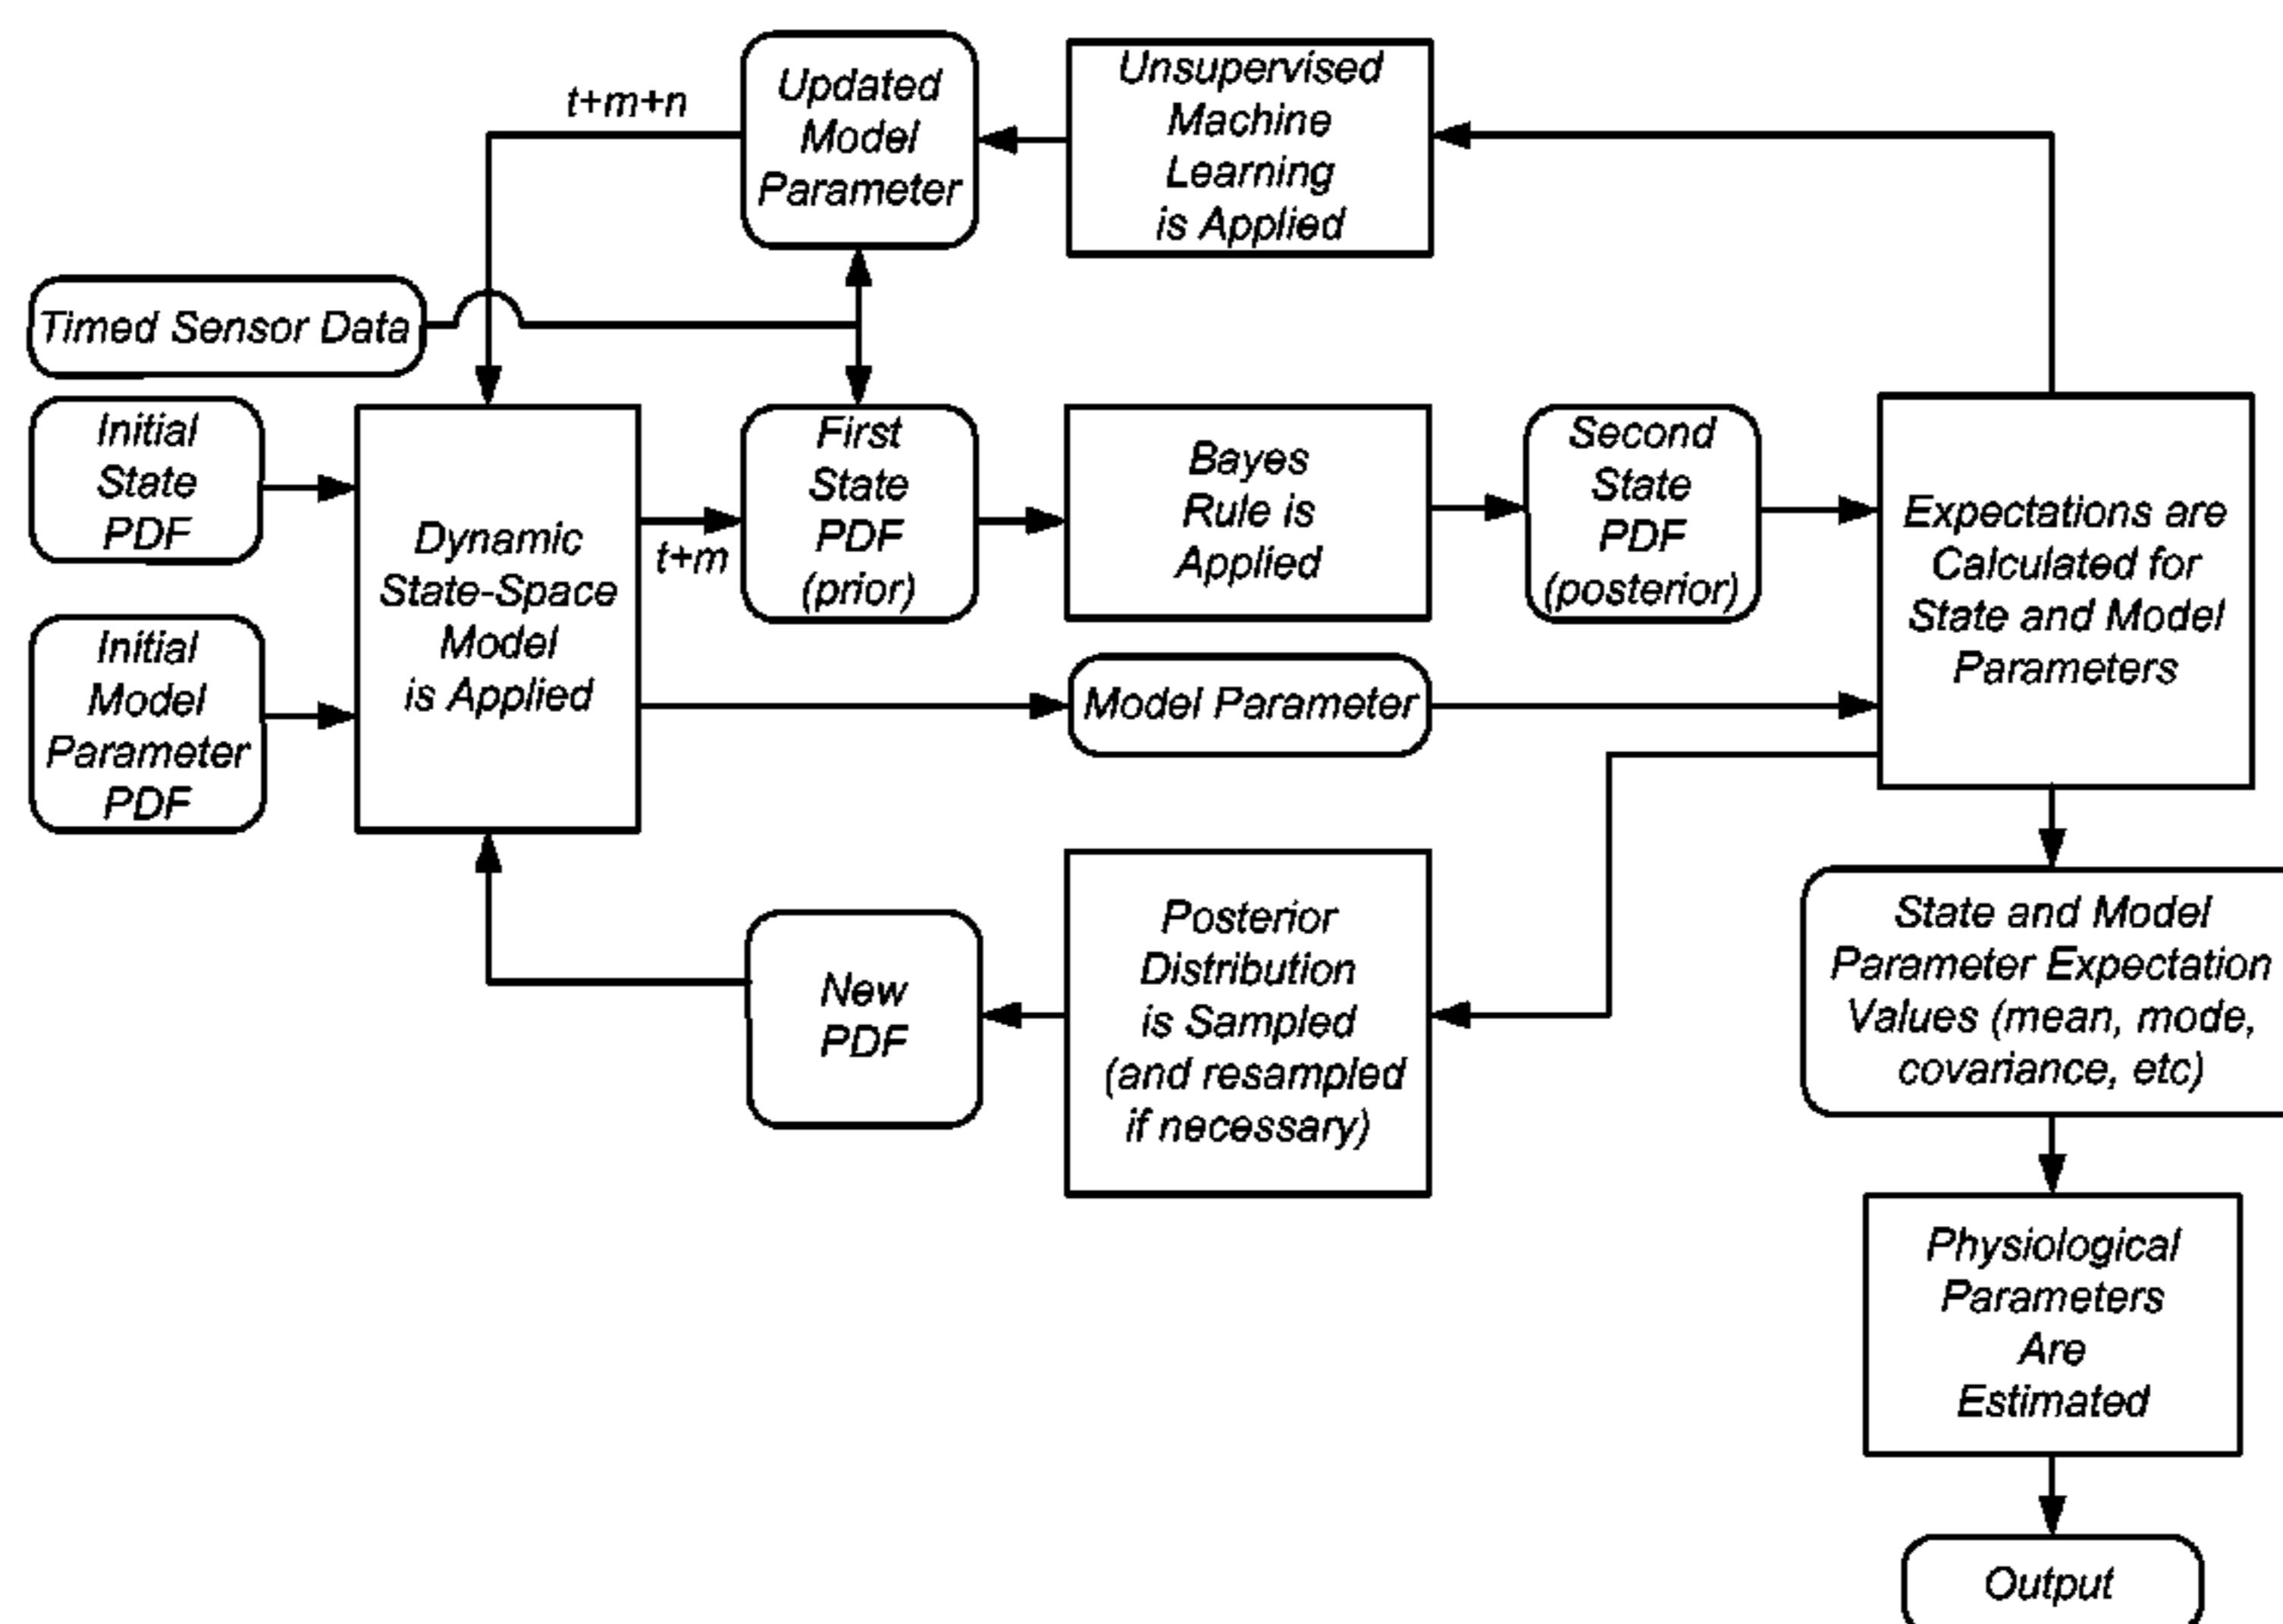 Updated
Model
Parameter
Unsupervised
Machine
Learning
is Applied
t+m+n
Timed Sensor Data
Initial
State
PDF
Initial
Model
Parameter
PDF
Dynamic
State-Space
Model
is Applied
t+m
First
State
PDF
(prior)
Bayes
Rule is
Applied
Second
State
PDF
(posterior)
Expectations are
Calculated for
State and Model
Parameters
Model Parameter
New
PDF
Posterior
Distribution
is Sampled
(and resampled
if necessary)
State and Model
Parameter Expectation
Values (mean, mode,
covariance, etc)
Physiological
Parameters
Are
Estimated
Output